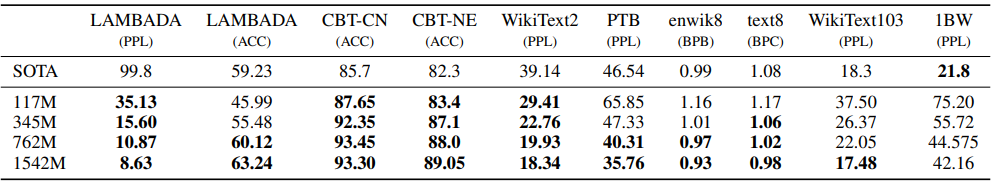 LAMBADA LAMBADA CBT-CN CBT-NE WikiText2 PTB enwik8 text8 WikiText103 1BW
(PPL) (ACC) (ACC) (ACC) (PPL) (PPL) (BPB) (BPC) (PPL) (PPL)
SOTA 99.8 59.23 85.7 82.3 39.14 46.54 0.99 1.08 18.3 21.8
117M 35.13 45.99 87.65 83.4 29.41 65.85 1.16 1.17 37.50 75.20
345M 15.60 55.48 92.35 87.1 22.76 47.33 1.01 1.06 26.37 55.72
762M 10.87 60.12 93.45 88.0 19.93 40.31 0.97 1.02 22.05 44.575
1542M 8.63 63.24 93.30 89.05 18.34 35.76 0.93 0.98 17.48 42.16